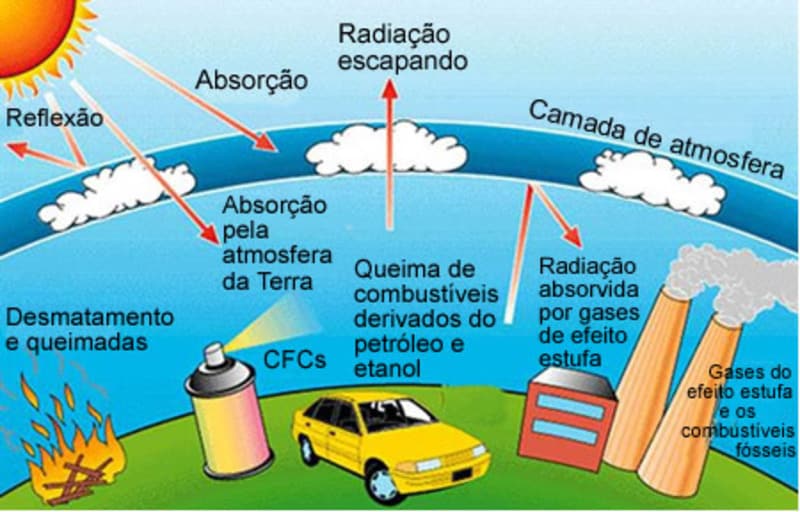 Radiação
escapando
Absorção
Reflexão
Camada de atmosfera
Absorção
pela
atmosfera
da Terra
Queima de
combustíveis
derivados do
petróleo e
etanol
Radiação
absorvida
por gases
de efeito
estufa
Desmatamento
e queimadas
CFCs
Gases do
efeito estufa
e os
combustíveis
fósseis